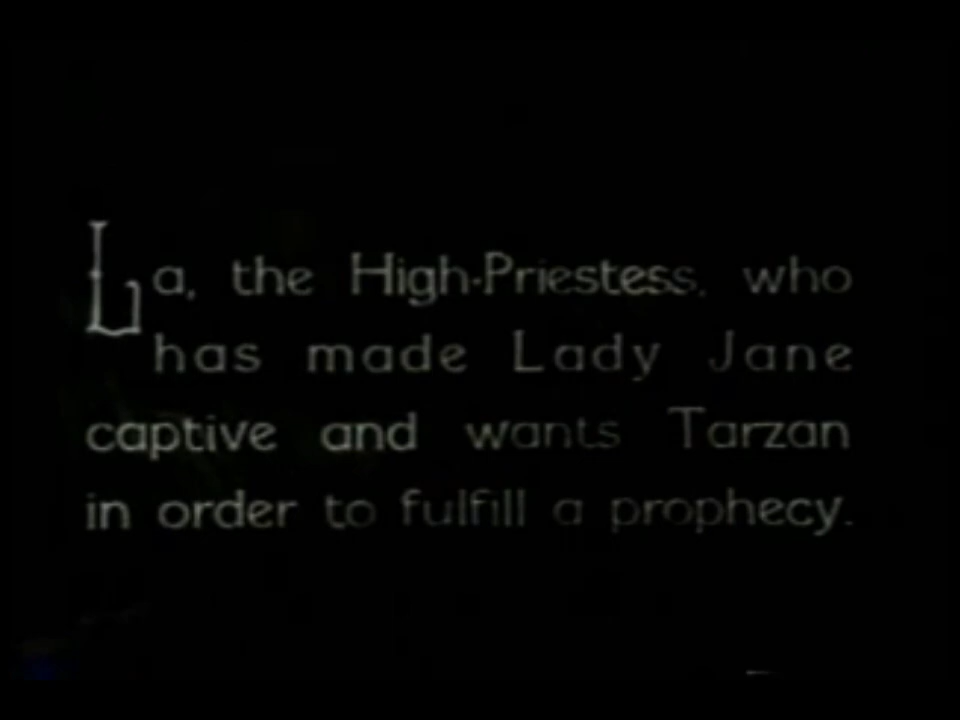 La, the High-Priestess, who
has made Lady Jane
captive and wants Tarzan
in order to fulfill a prophecy.